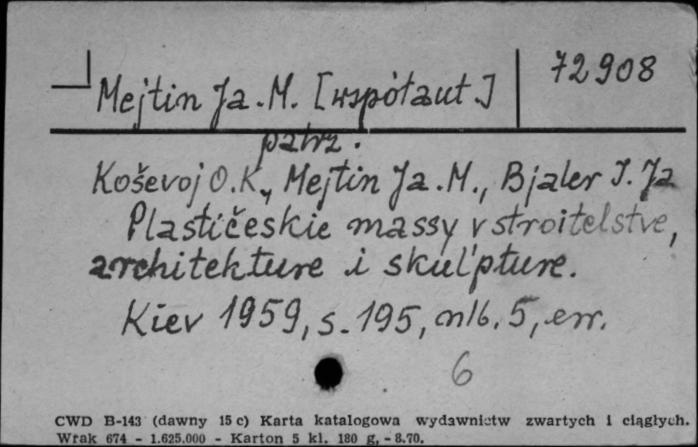 Mejtin Ja.M. [współaut.]
72908
patrz.
Koševoj O.K., Mejtin Ja.M., Bjaler I. Ja
Plastičeskie massy v stroitelstve,
architekture i skul'pture.
Kiev 1959, s. 195, nlb. 5, err.
6
CWD B-143 (dawny 15 c) Karta katalogowa wydawnictw zwartych i ciągłych.
Wrak 674 - 1.625.000 - Karton 5 kl. 180 g, - 8.70.